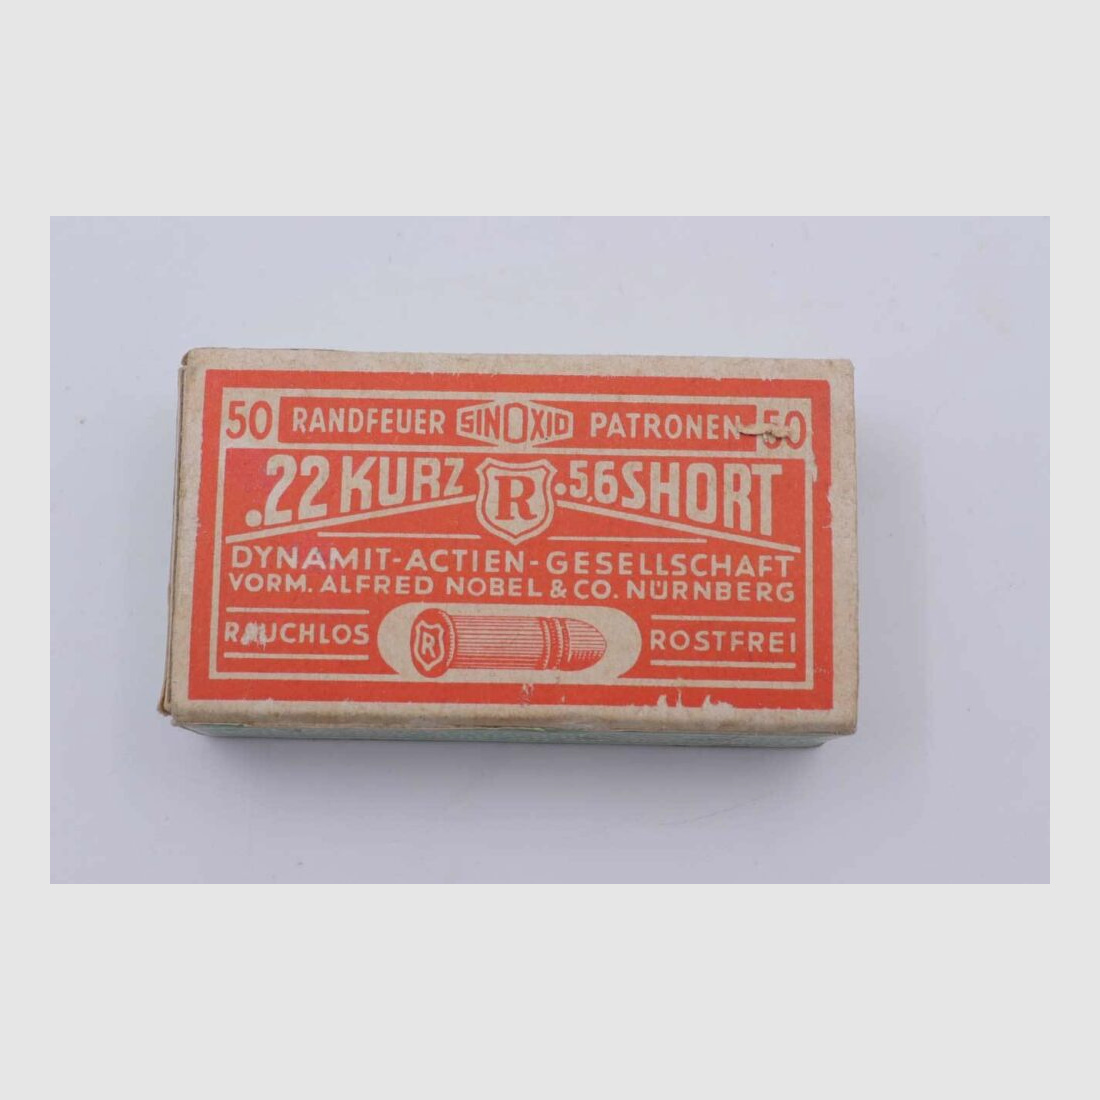 50 RANDFEUER SINOXID PATRONEN 50
.22 KURZ R .5,6 SHORT
DYNAMIT-ACTIEN-GESELLSCHAFT
VORM. ALFRED NOBEL & CO. NÜRNBERG
RAUCHLOS R ROSTFREI